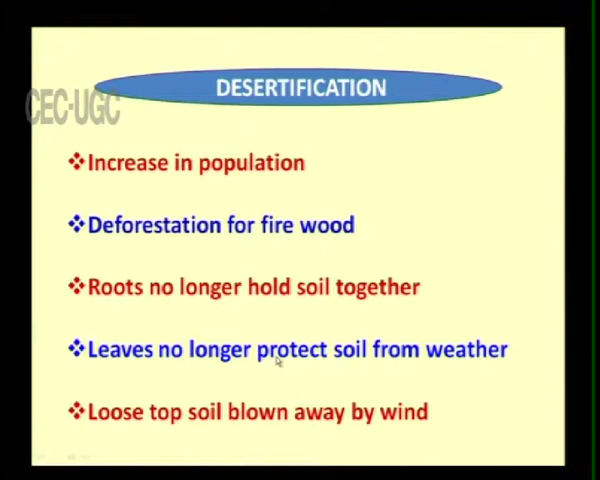 DESERTIFICATION
CEC-UGC
Increase in population
Deforestation for fire wood
Roots no longer hold soil together
Leaves no longer protect soil from weather
Loose top soil blown away by wind